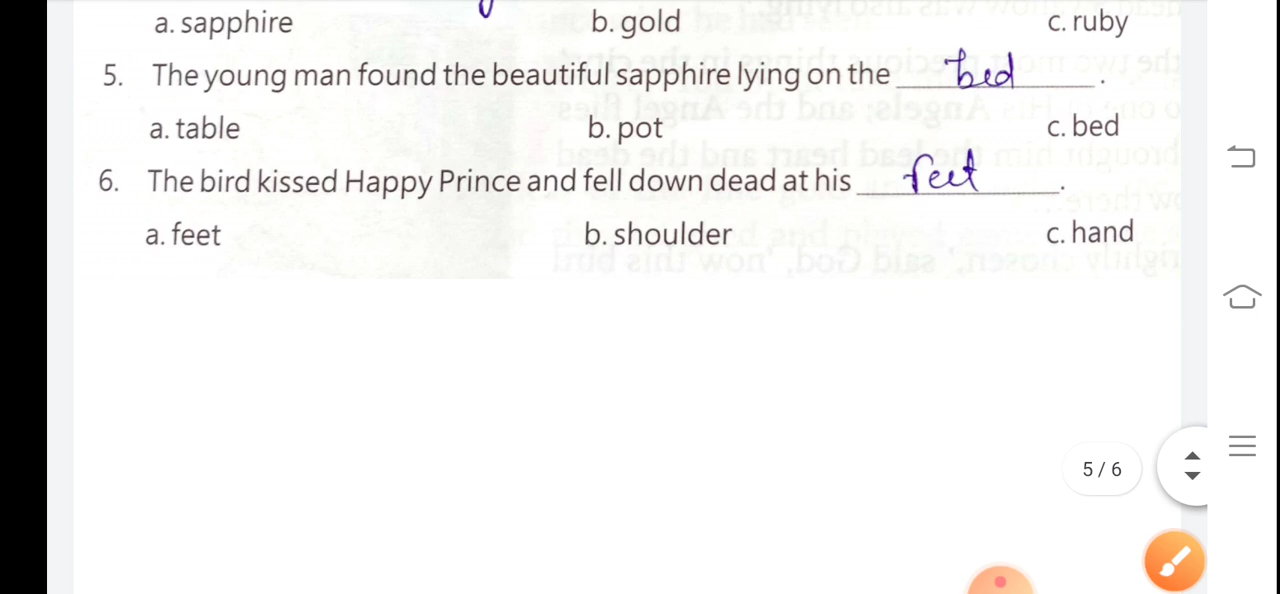 a. sapphire b. gold c. ruby
5. The young man found the beautiful sapphire lying on the bed.
a. table b. pot c. bed
6. The bird kissed Happy Prince and fell down dead at his feet.
a. feet b. shoulder c. hand
5 / 6